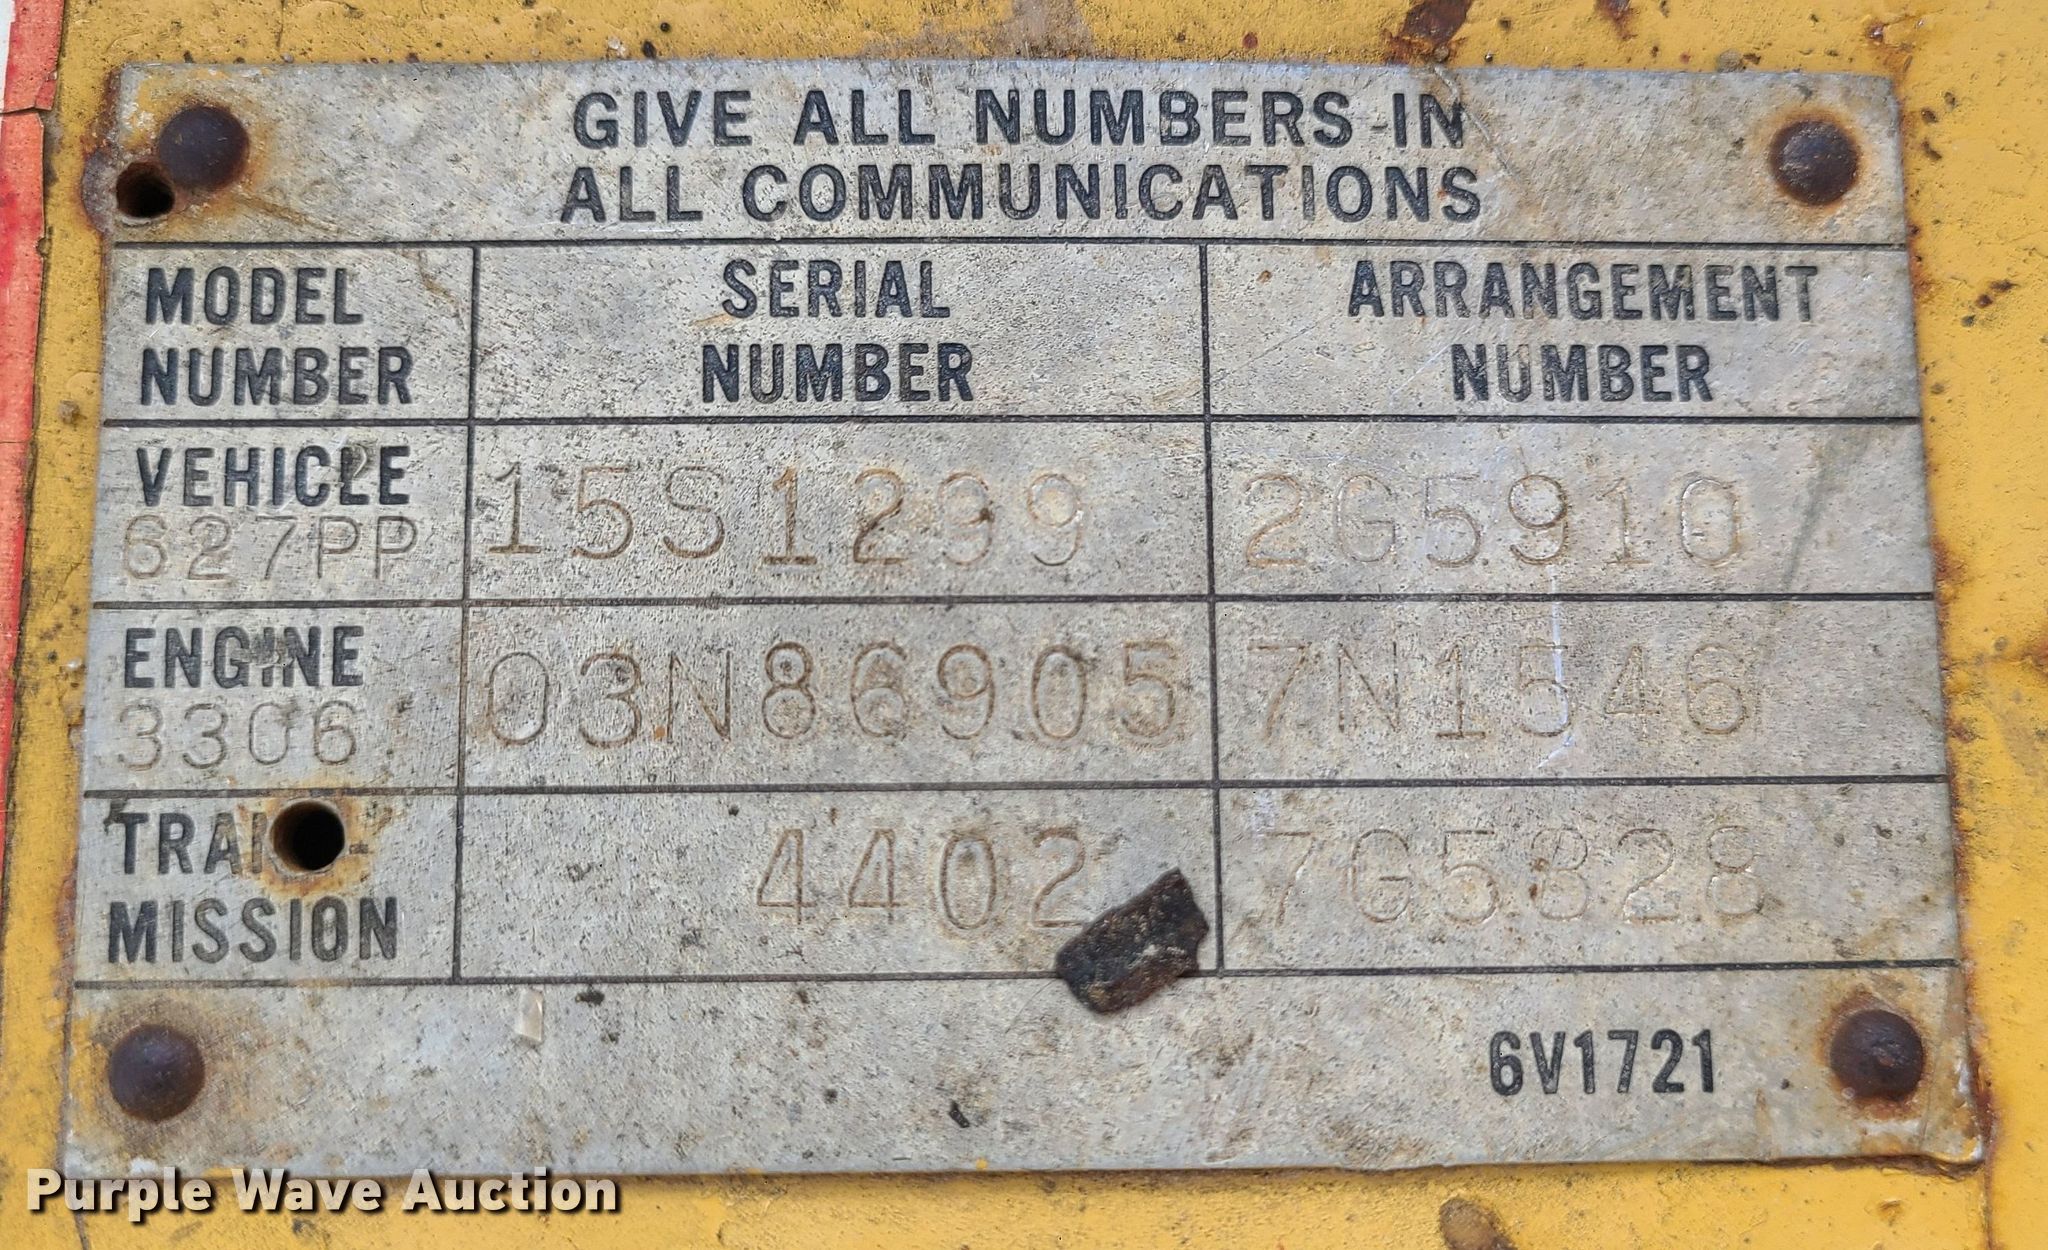 GIVE ALL NUMBERS IN
ALL COMMUNICATIONS
MODEL NUMBER
SERIAL NUMBER
ARRANGEMENT NUMBER
VEHICLE
627PP 15S1299 2G5910
ENGINE
3306 03N86905 7N1546
MISSION 4402 7G5828
6V1721
Purple Wave Auction